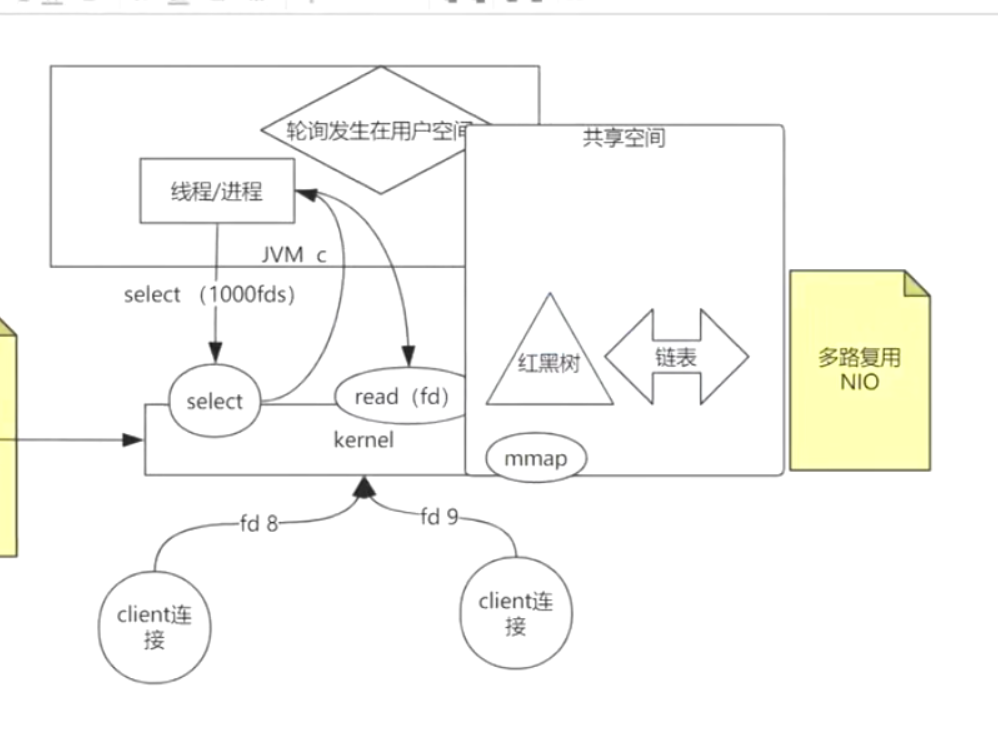 轮询发生在用户空间
共享空间
线程/进程
JVM c
select （1000fds）
红黑树
链表
多路复用
NIO
select
read（fd）
kernel
mmap
fd 8
fd 9
client连
接
client连
接